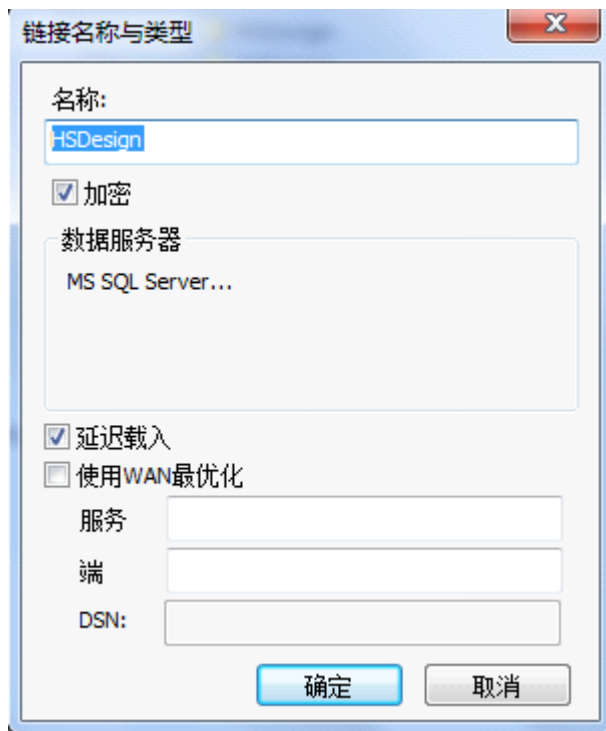 链接名称与类型
名称:
HSDesign
加密
数据服务器
MS SQL Server...
延迟载入
使用WAN最优化
服务
端
DSN:
确定 取消